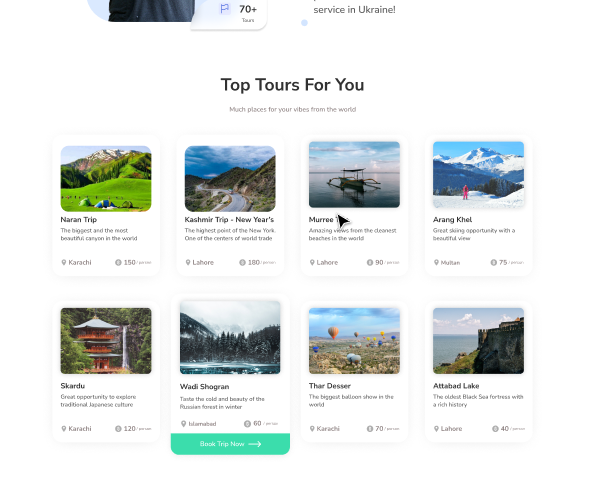 70+
Tours
service in Ukraine!
Top Tours For You
Much places for your vibes from the world
Naran Trip
The biggest and the most
beautiful canyon in the world
Karachi
150 / person
Kashmir Trip - New Year's
The highest point of the New York
One of the centers of world trade
Lahore
180 / person
Murree
Amazing views from the cleanest
beaches in the world
Lahore
90 / person
Arang Khel
Great skiing opportunity with a
beautiful view
Multan
75 / person
Skardu
Great opportunity to explore
traditional Japanese culture
Karachi
120 / person
Wadi Shogran
Taste the cold and beauty of the
Russian forest in winter
Islamabad
60 / person
Book Trip Now
Thar Desser
The biggest balloon show in the
world
Karachi
70 / person
Attabad Lake
The oldest Black Sea fortress with
a rich history
Lahore
40 / person